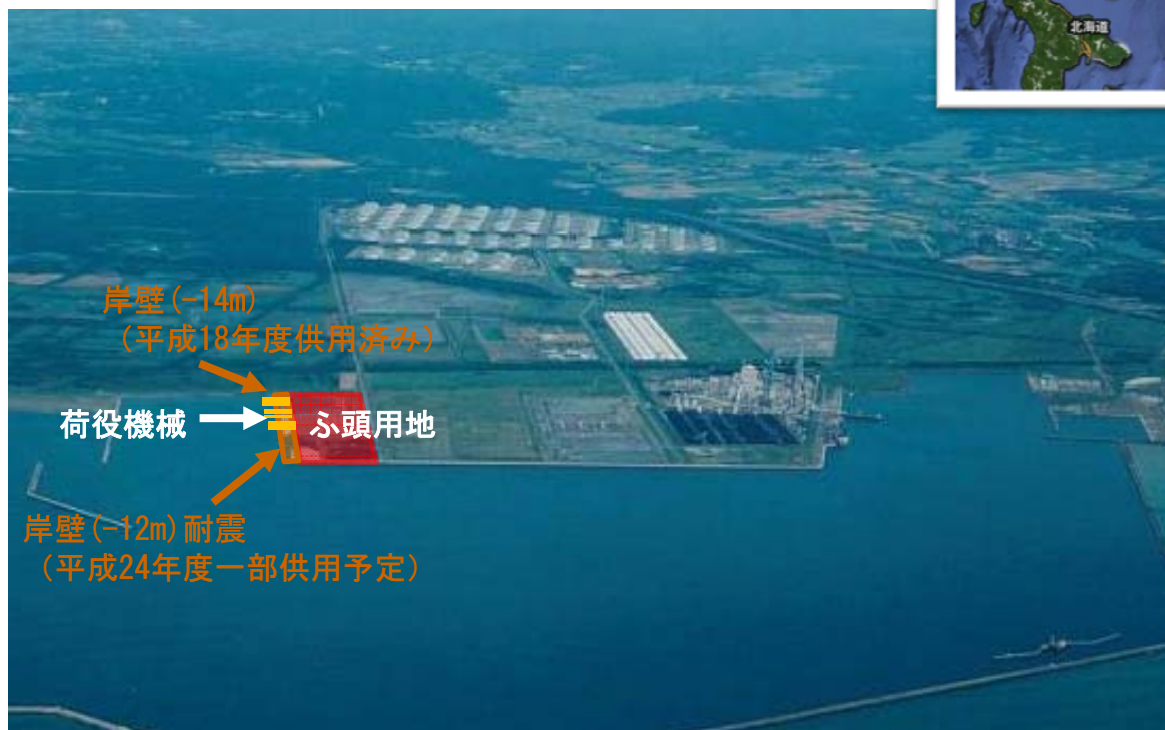 北海道
岸壁(-14m)
(平成18年度供用済み)
荷役機械
ふ頭用地
岸壁(-12m)耐震
(平成24年度一部供用予定)